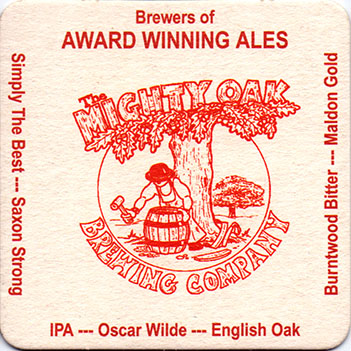 Brewers of
AWARD WINNING ALES
The
MIGHTY OAK
BREWING COMPANY
Simply The Best --- Saxon Strong
Burntwood Bitter --- Maldon Gold
IPA --- Oscar Wilde --- English Oak